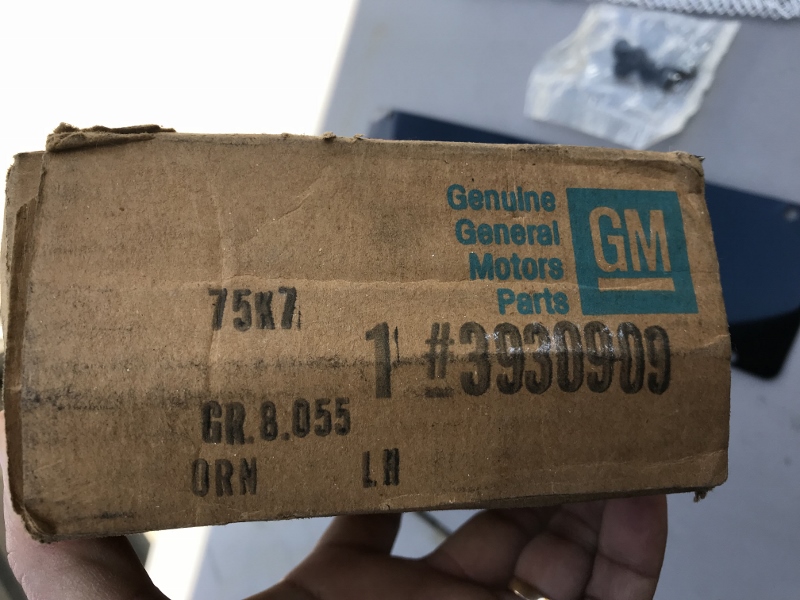 Genuine
General
Motors
Parts
GM
75K7
1 #3930909
GR.8.055
ORN LH